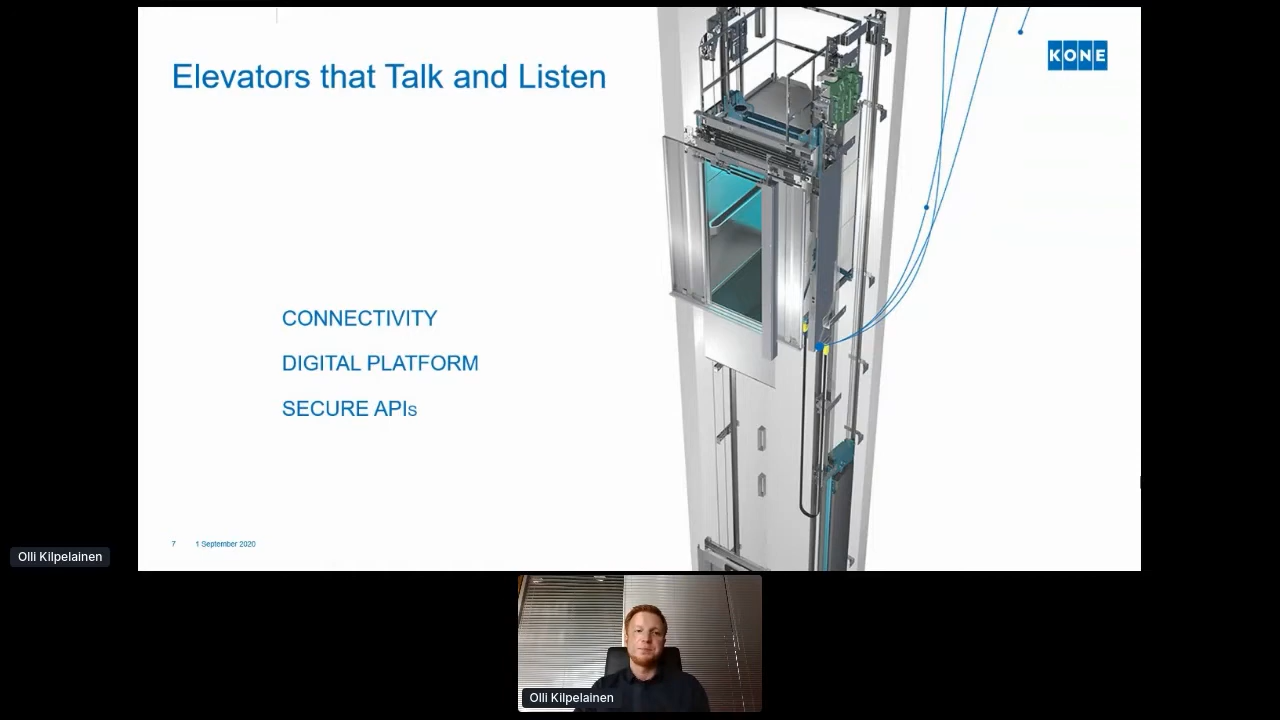 KONE
Elevators that Talk and Listen
CONNECTIVITY
DIGITAL PLATFORM
SECURE APIs
7 1 September 2020
Olli Kilpelainen
Olli Kilpelainen